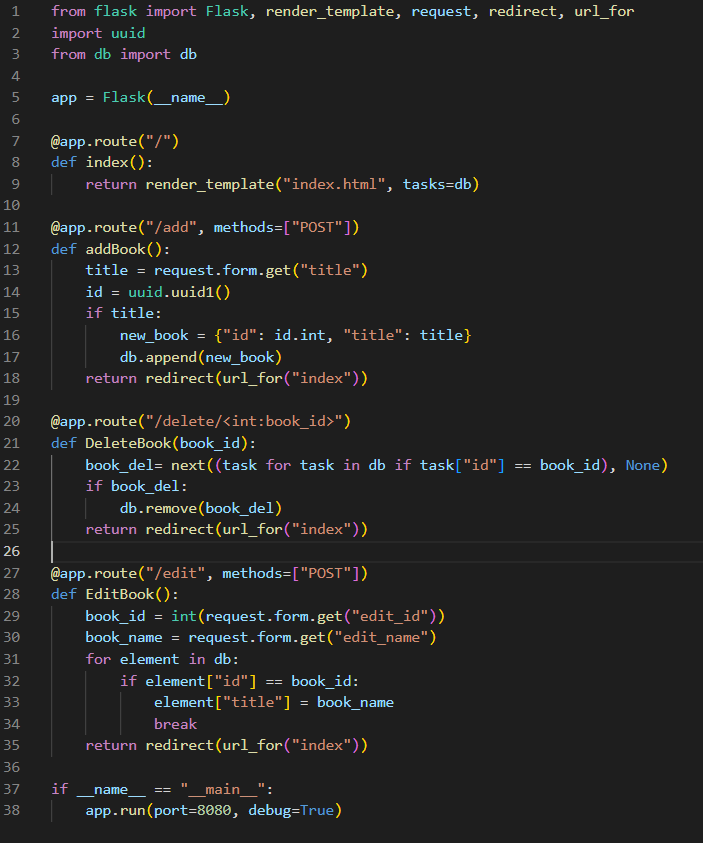 1 from flask import Flask, render_template, request, redirect, url_for
2 import uuid
3 from db import db
4
5 app = Flask(__name__)
6
7 @app.route("/")
8 def index():
9     return render_template("index.html", tasks=db)
10
11 @app.route("/add", methods=["POST"])
12 def addBook():
13     title = request.form.get("title")
14     id = uuid.uuid1()
15     if title:
16         new_book = {"id": id.int, "title": title}
17         db.append(new_book)
18     return redirect(url_for("index"))
19
20 @app.route("/delete/<int:book_id>")
21 def DeleteBook(book_id):
22     book_del= next((task for task in db if task["id"] == book_id), None)
23     if book_del:
24         db.remove(book_del)
25     return redirect(url_for("index"))
26
27 @app.route("/edit", methods=["POST"])
28 def EditBook():
29     book_id = int(request.form.get("edit_id"))
30     book_name = request.form.get("edit_name")
31     for element in db:
32         if element["id"] == book_id:
33             element["title"] = book_name
34             break
35     return redirect(url_for("index"))
36
37 if __name__ == "__main__":
38     app.run(port=8080, debug=True)